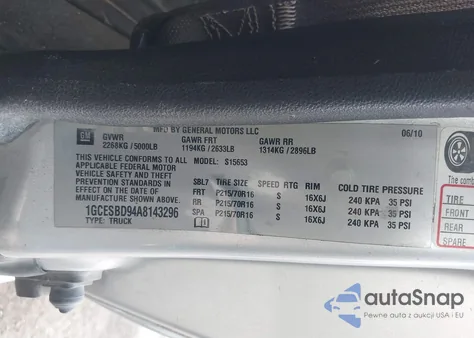 GM
MFD BY GENERAL MOTORS LLC
06/10
GVWR GAWR FRT GAWR RR
2268KG / 5000LB 1194KG / 2633LB 1314KG / 2896LB
THIS VEHICLE CONFORMS TO ALL
APPLICABLE FEDERAL MOTOR
VEHICLE SAFETY AND THEFT
PREVENTION STANDARDS IN
EFFECT ON THE DATE OF
MANUFACTURE SHOWN ABOVE.
1GCESBD94A8143296
TYPE: TRUCK
MODEL: S15653
SBL7 TIRE SIZE SPEED RTG RIM COLD TIRE PRESSURE
FRT P215/70R16 S 16X6J 240 KPA 35 PSI
RR P215/70R16 S 16X6J 240 KPA 35 PSI
SPA P215/70R16 S 16X6J 240 KPA 35 PSI
The comb
TIRE
FRONT
REAR
SPARE
autoSnap
Pewne auta z aukcji USA i EU